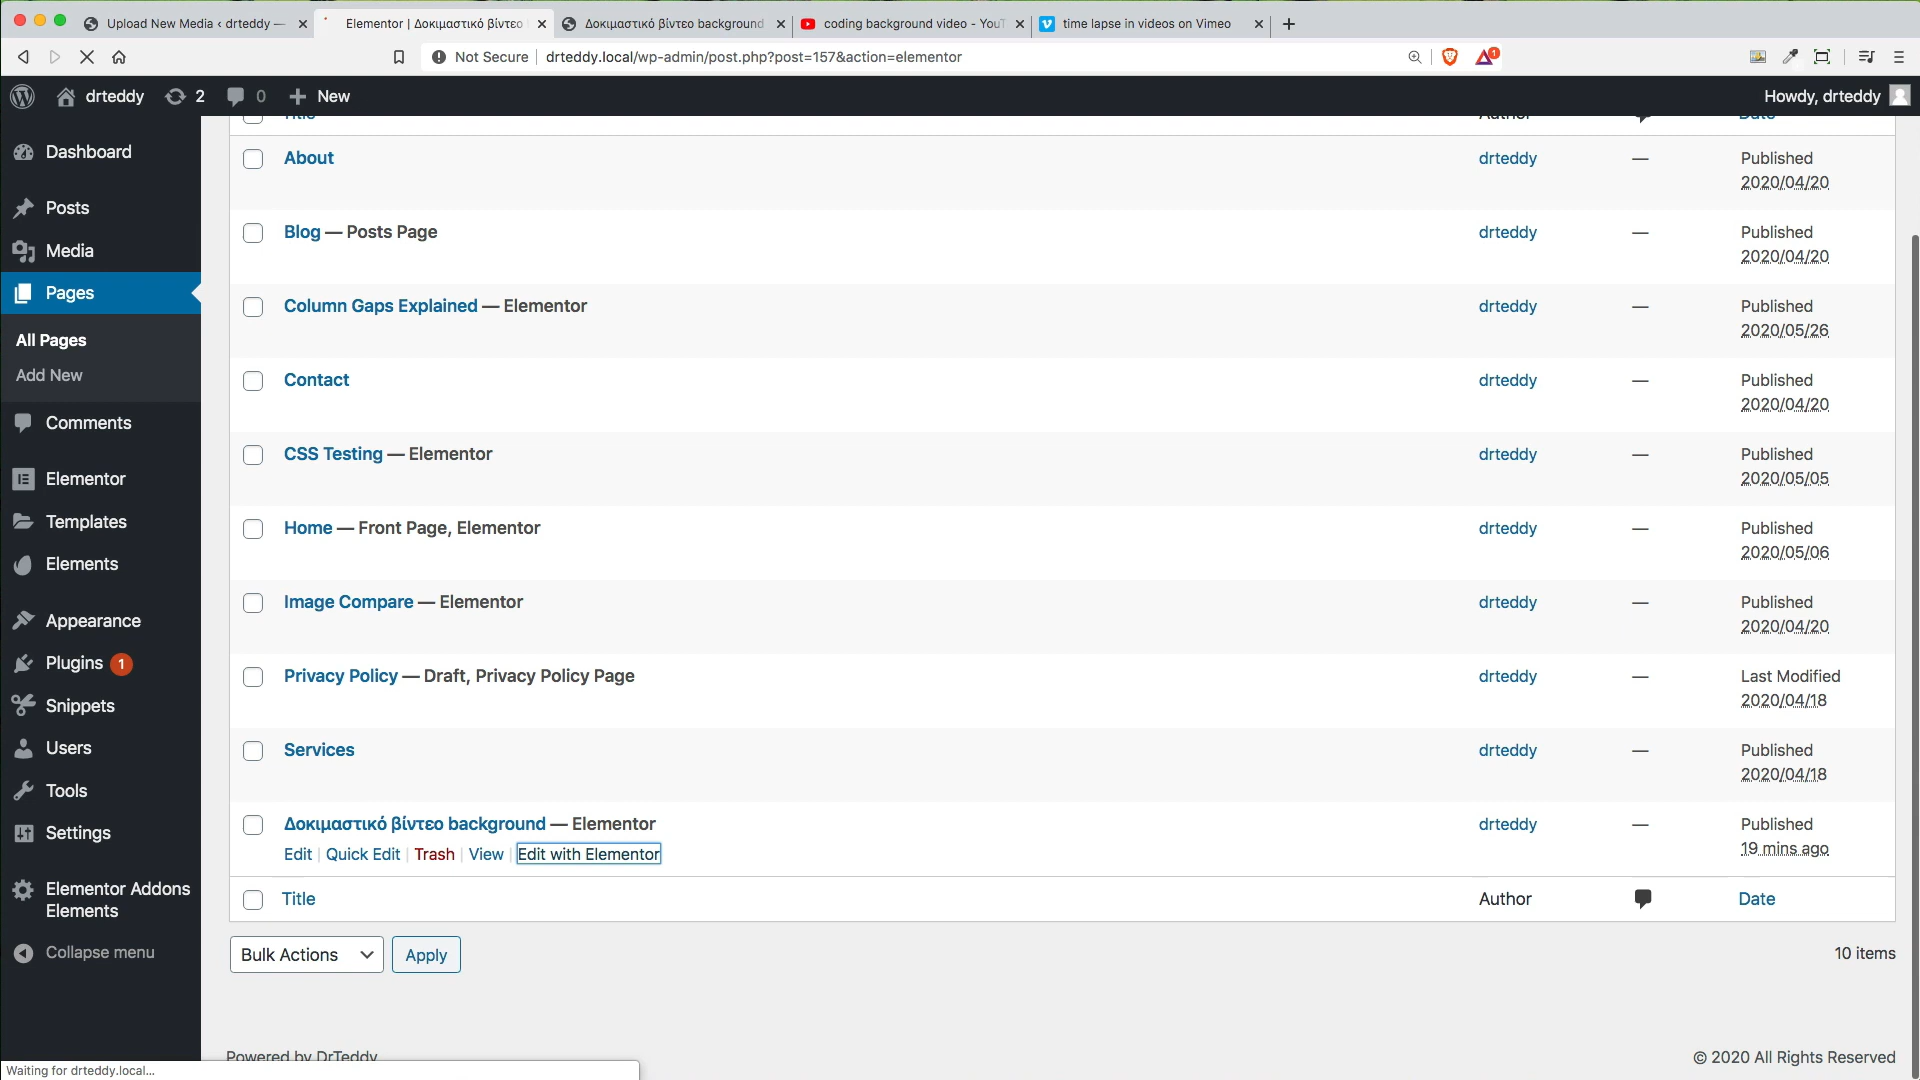 Upload New Media ‹ drteddy —
Elementor | Δοκιμαστικό βίντεο
Δοκιμαστικό βίντεο background
coding background video - YouT
time lapse in videos on Vimeo
Not Secure
drteddy.local/wp-admin/post.php?post=157&action=elementor
1
drteddy
2
0
New
Howdy, drteddy
Title
Author
Date
Dashboard
Posts
Media
Pages
All Pages
Add New
Comments
Elementor
Templates
Elements
Appearance
Plugins 1
Snippets
Users
Tools
Settings
Elementor Addons
Elements
Collapse menu
About
drteddy
—
Published
2020/04/20
Blog — Posts Page
drteddy
—
Published
2020/04/20
Column Gaps Explained — Elementor
drteddy
—
Published
2020/05/26
Contact
drteddy
—
Published
2020/04/20
CSS Testing — Elementor
drteddy
—
Published
2020/05/05
Home — Front Page, Elementor
drteddy
—
Published
2020/05/06
Image Compare — Elementor
drteddy
—
Published
2020/04/20
Privacy Policy — Draft, Privacy Policy Page
drteddy
—
Last Modified
2020/04/18
Services
drteddy
—
Published
2020/04/18
Δοκιμαστικό βίντεο background — Elementor
Edit | Quick Edit | Trash | View | Edit with Elementor
drteddy
—
Published
19 mins ago
Title
Author
Date
Bulk Actions
Apply
10 items
Powered by DrTeddy
© 2020 All Rights Reserved
Waiting for drteddy.local...